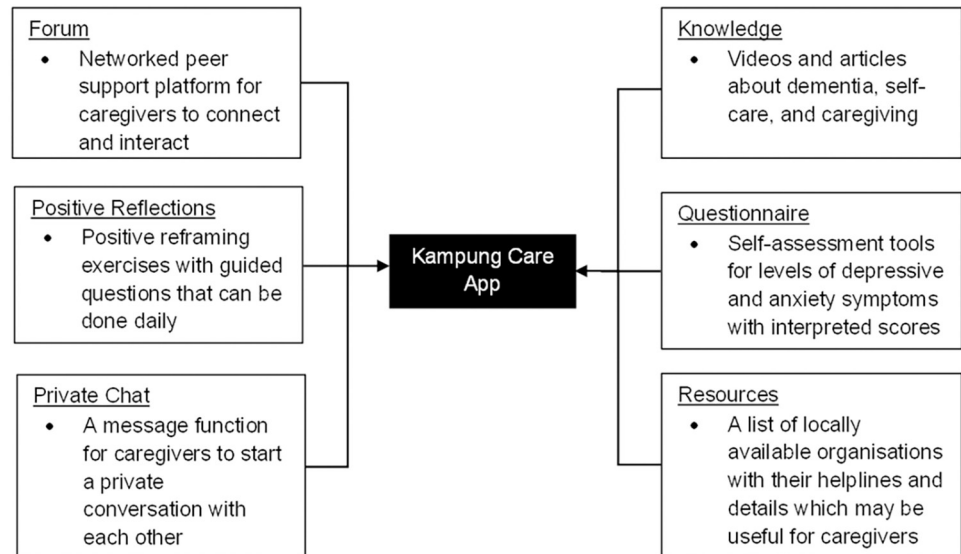 Forum
• Networked peer
support platform for
caregivers to connect
and interact
Positive Reflections
• Positive reframing
exercises with guided
questions that can be
done daily
Private Chat
• A message function
for caregivers to start
a private
conversation with
each other
Kampung Care
App
Knowledge
• Videos and articles
about dementia, self-
care, and caregiving
Questionnaire
• Self-assessment tools
for levels of depressive
and anxiety symptoms
with interpreted scores
Resources
• A list of locally
available organisations
with their helplines and
details which may be
useful for caregivers